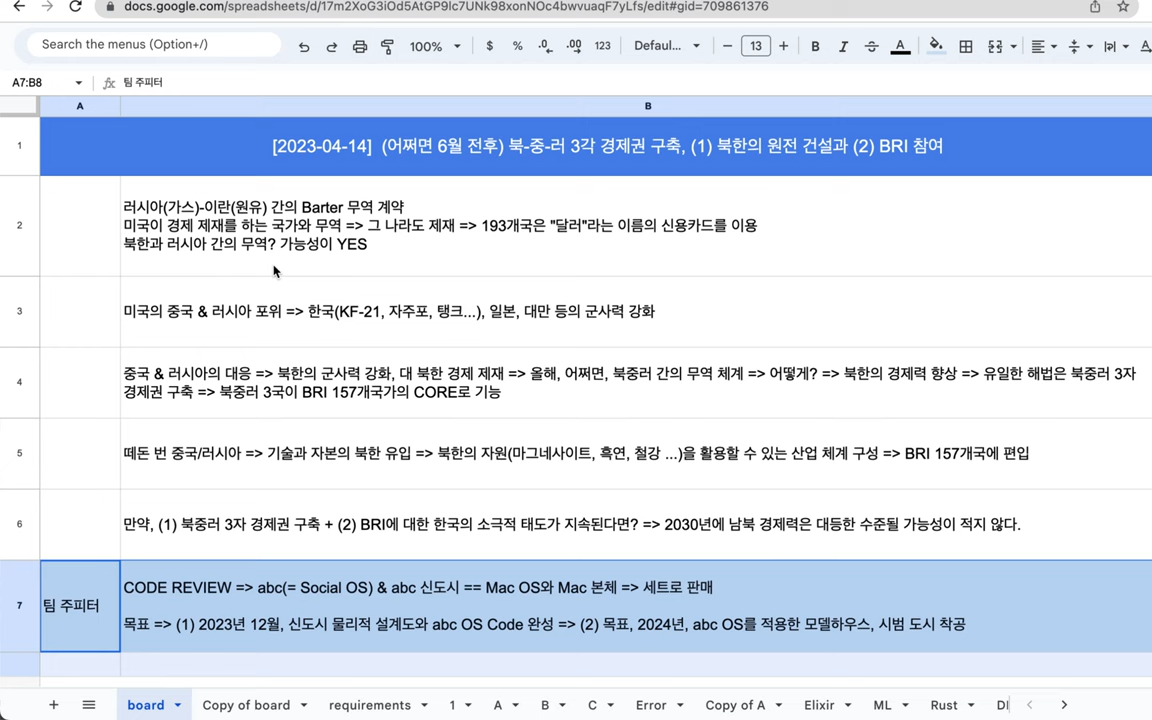 docs.google.com/spreadsheets/d/17m2XoG3iOd5AtGP9lc7UNk98xonNOc4bwvuaqF7yLfs/edit#gid=709861376
Search the menus (Option+/) 100% $ % .0 .00 123 Defaul... − 13 + B I A A
A7:B8 fx 팀 주피터
A B
1 [2023-04-14] (어쩌면 6월 전후) 북-중-러 3각 경제권 구축, (1) 북한의 원전 건설과 (2) BRI 참여
러시아(가스)-이란(원유) 간의 Barter 무역 계약
2 미국이 경제 제재를 하는 국가와 무역 => 그 나라도 제재 => 193개국은 "달러"라는 이름의 신용카드를 이용
북한과 러시아 간의 무역? 가능성이 YES
3 미국의 중국 & 러시아 포위 => 한국(KF-21, 자주포, 탱크...), 일본, 대만 등의 군사력 강화
4 중국 & 러시아의 대응 => 북한의 군사력 강화, 대 북한 경제 제재 => 올해, 어쩌면, 북중러 간의 무역 체계 => 어떻게? => 북한의 경제력 향상 => 유일한 해법은 북중러 3자
경제권 구축 => 북중러 3국이 BRI 157개국가의 CORE로 기능
5 떼돈 번 중국/러시아 => 기술과 자본의 북한 유입 => 북한의 자원(마그네사이트, 흑연, 철강 ...)을 활용할 수 있는 산업 체계 구성 => BRI 157개국에 편입
6 만약, (1) 북중러 3자 경제권 구축 + (2) BRI에 대한 한국의 소극적 태도가 지속된다면? => 2030년에 남북 경제력은 대등한 수준될 가능성이 적지 않다.
CODE REVIEW => abc(= Social OS) & abc 신도시 == Mac OS와 Mac 본체 => 세트로 판매
7 팀 주피터
목표 => (1) 2023년 12월, 신도시 물리적 설계도와 abc OS Code 완성 => (2) 목표, 2024년, abc OS를 적용한 모델하우스, 시범 도시 착공
+ board Copy of board requirements 1 A B C Error Copy of A Elixir ML Rust DI